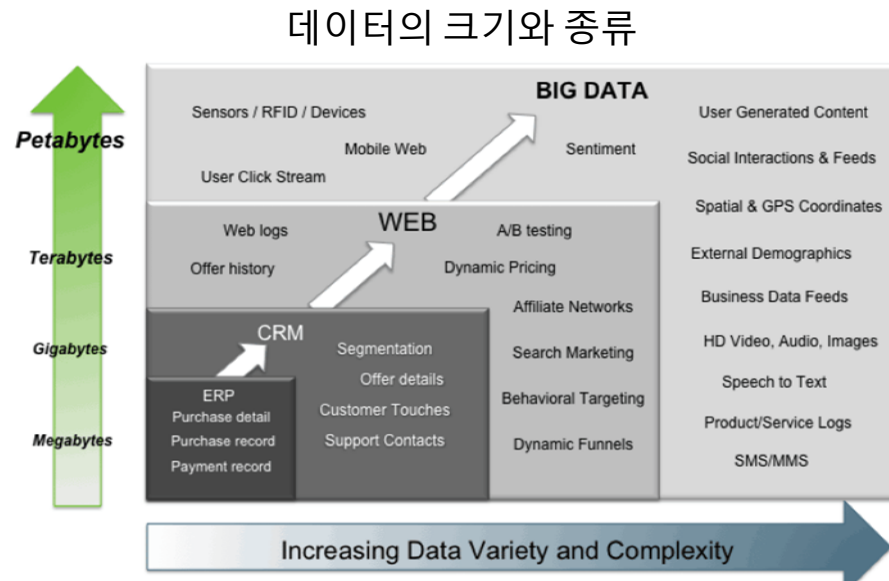 데이터의 크기와 종류
Petabytes
Terabytes
Gigabytes
Megabytes
BIG DATA
Sensors / RFID / Devices
Mobile Web
Sentiment
User Click Stream
User Generated Content
Social Interactions & Feeds
Spatial & GPS Coordinates
External Demographics
Business Data Feeds
HD Video, Audio, Images
Speech to Text
Product/Service Logs
SMS/MMS
WEB
Web logs
A/B testing
Offer history
Dynamic Pricing
Affiliate Networks
Search Marketing
Behavioral Targeting
Dynamic Funnels
CRM
Segmentation
Offer details
Customer Touches
Support Contacts
ERP
Purchase detail
Purchase record
Payment record
Increasing Data Variety and Complexity